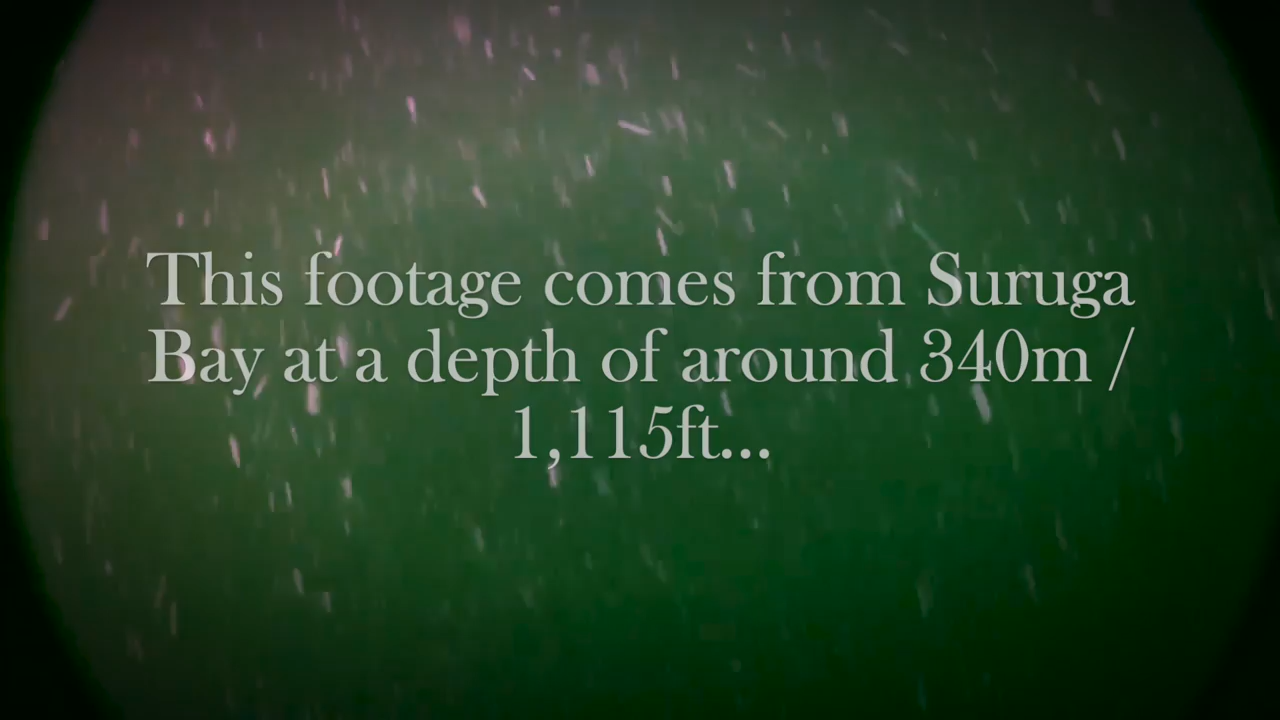 This footage comes from Suruga
Bay at a depth of around 340m /
1,115ft...